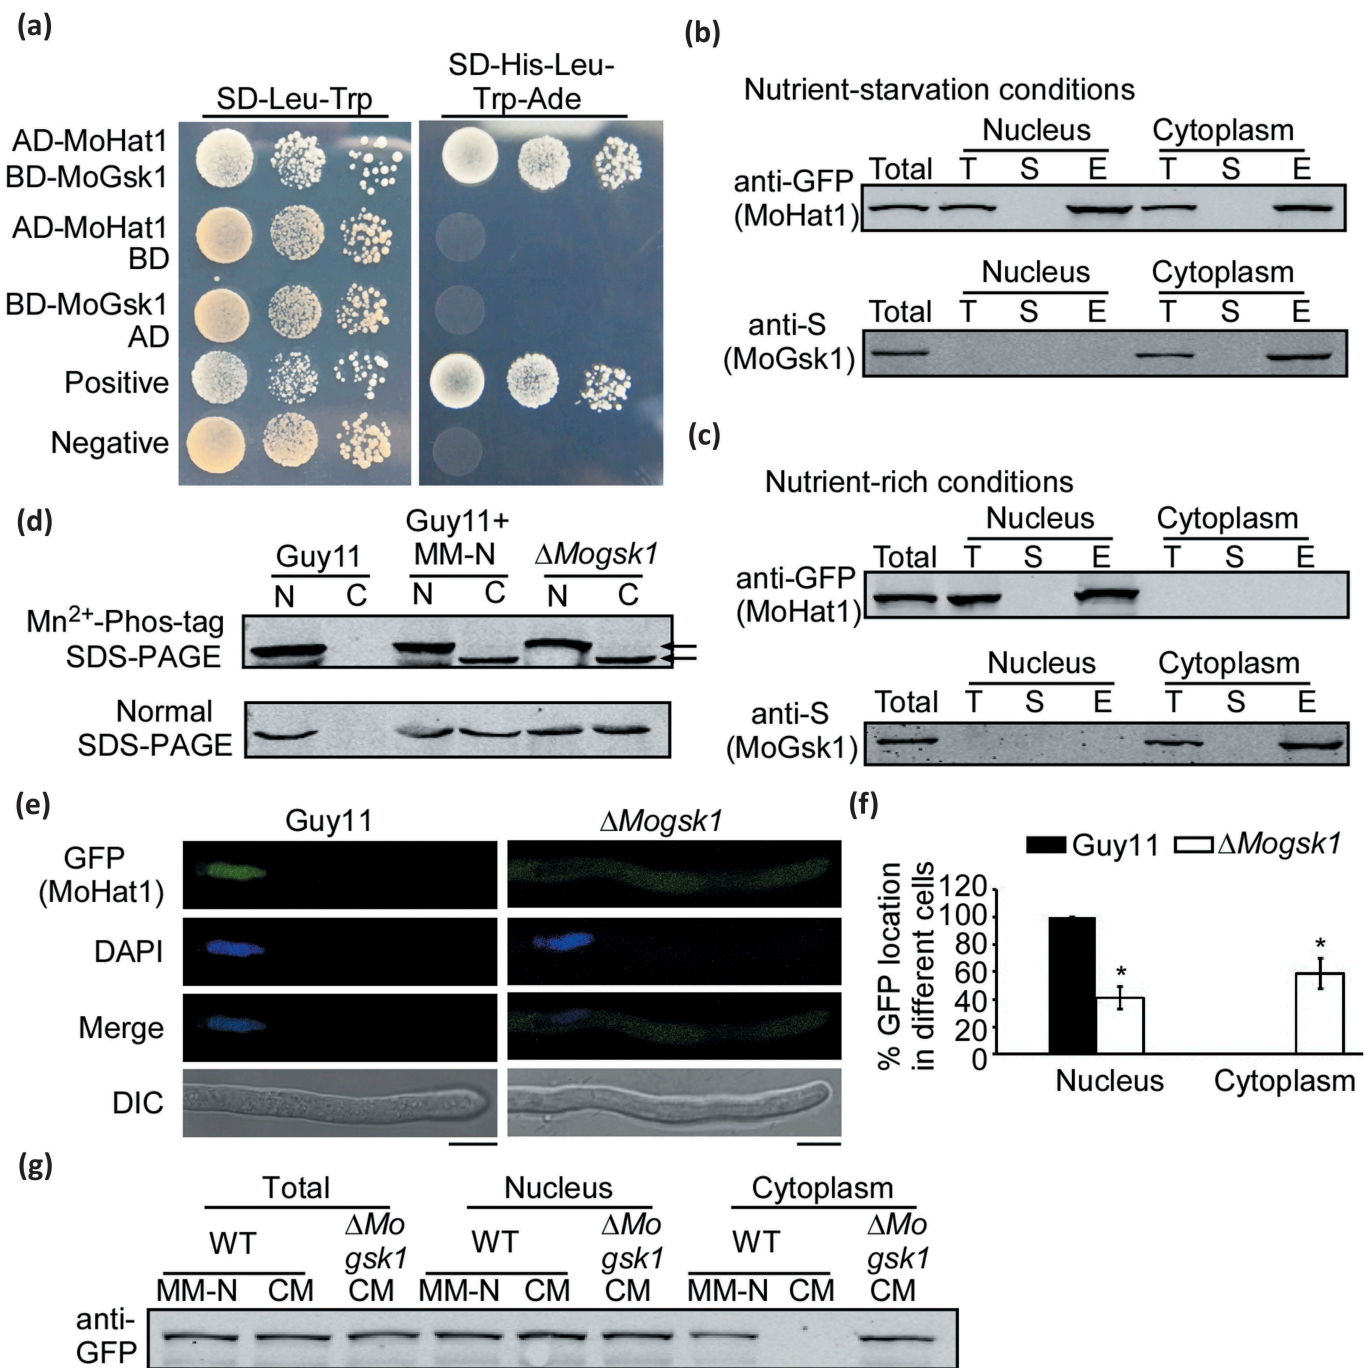 (a)
SD-Leu-Trp
SD-His-Leu-
Trp-Ade
AD-MoHat1
BD-MoGsk1
AD-MoHat1
BD
BD-MoGsk1
AD
Positive
Negative
(b)
Nutrient-starvation conditions
Nucleus Cytoplasm
Total T S E T S E
anti-GFP
(MoHat1)
Nucleus Cytoplasm
Total T S E T S E
anti-S
(MoGsk1)
(c)
Nutrient-rich conditions
Nucleus Cytoplasm
Total T S E T S E
anti-GFP
(MoHat1)
Nucleus Cytoplasm
Total T S E T S E
anti-S
(MoGsk1)
(d)
Guy11+
Guy11 MM-N ΔMogsk1
N C N C N C
Mn2+-Phos-tag
SDS-PAGE
Normal
SDS-PAGE
(e)
Guy11 ΔMogsk1
GFP
(MoHat1)
DAPI
Merge
DIC
(f)
Guy11 ΔMogsk1
% GFP location
in different cells
120
100
80
60
40
20
0
* *
Nucleus Cytoplasm
(g)
Total Nucleus Cytoplasm
WT ΔMo WT ΔMo WT ΔMo
gsk1 gsk1 gsk1
MM-N CM CM MM-N CM CM MM-N CM CM
anti-
GFP